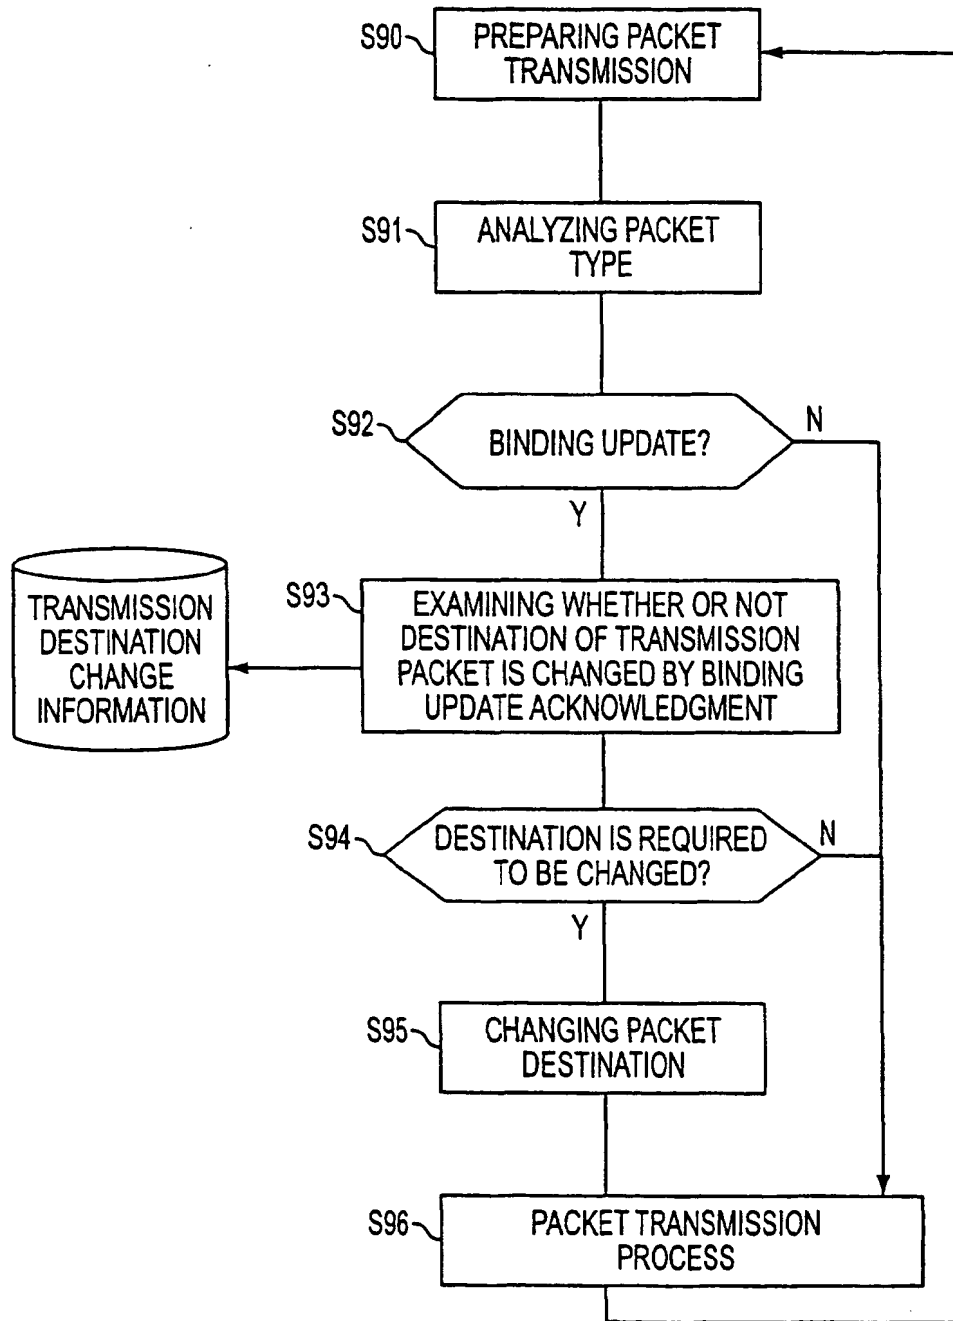 S90
PREPARING PACKET
TRANSMISSION
S91
ANALYZING PACKET
TYPE
S92
BINDING UPDATE?
N
Y
TRANSMISSION
DESTINATION
CHANGE
INFORMATION
S93
EXAMINING WHETHER OR NOT
DESTINATION OF TRANSMISSION
PACKET IS CHANGED BY BINDING
UPDATE ACKNOWLEDGMENT
S94
DESTINATION IS REQUIRED
TO BE CHANGED?
N
Y
S95
CHANGING PACKET
DESTINATION
S96
PACKET TRANSMISSION
PROCESS